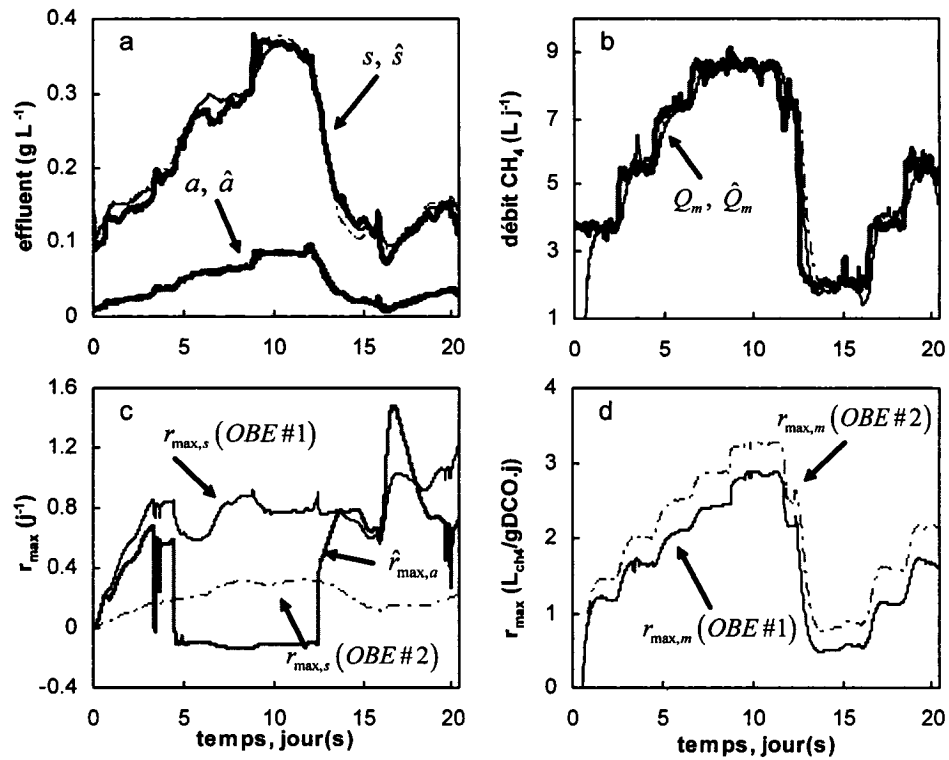 a
effluent (g L⁻¹)
0.4
0.3
0.2
0.1
0
s, ŝ
a, â
0 5 10 15 20
b
débit CH₄ (L j⁻¹)
9
7
5
3
1
Qₘ, Q̂ₘ
0 5 10 15 20
c
r_max (j⁻¹)
1.6
1.2
0.8
0.4
0
-0.4
r_max,s (OBE #1)
r̂_max,a
r_max,s (OBE #2)
0 5 10 15 20
temps, jour(s)
d
r_max (L_ch4/gDCO.j)
4
3
2
1
0
r_max,m (OBE #2)
r_max,m (OBE #1)
0 5 10 15 20
temps, jour(s)